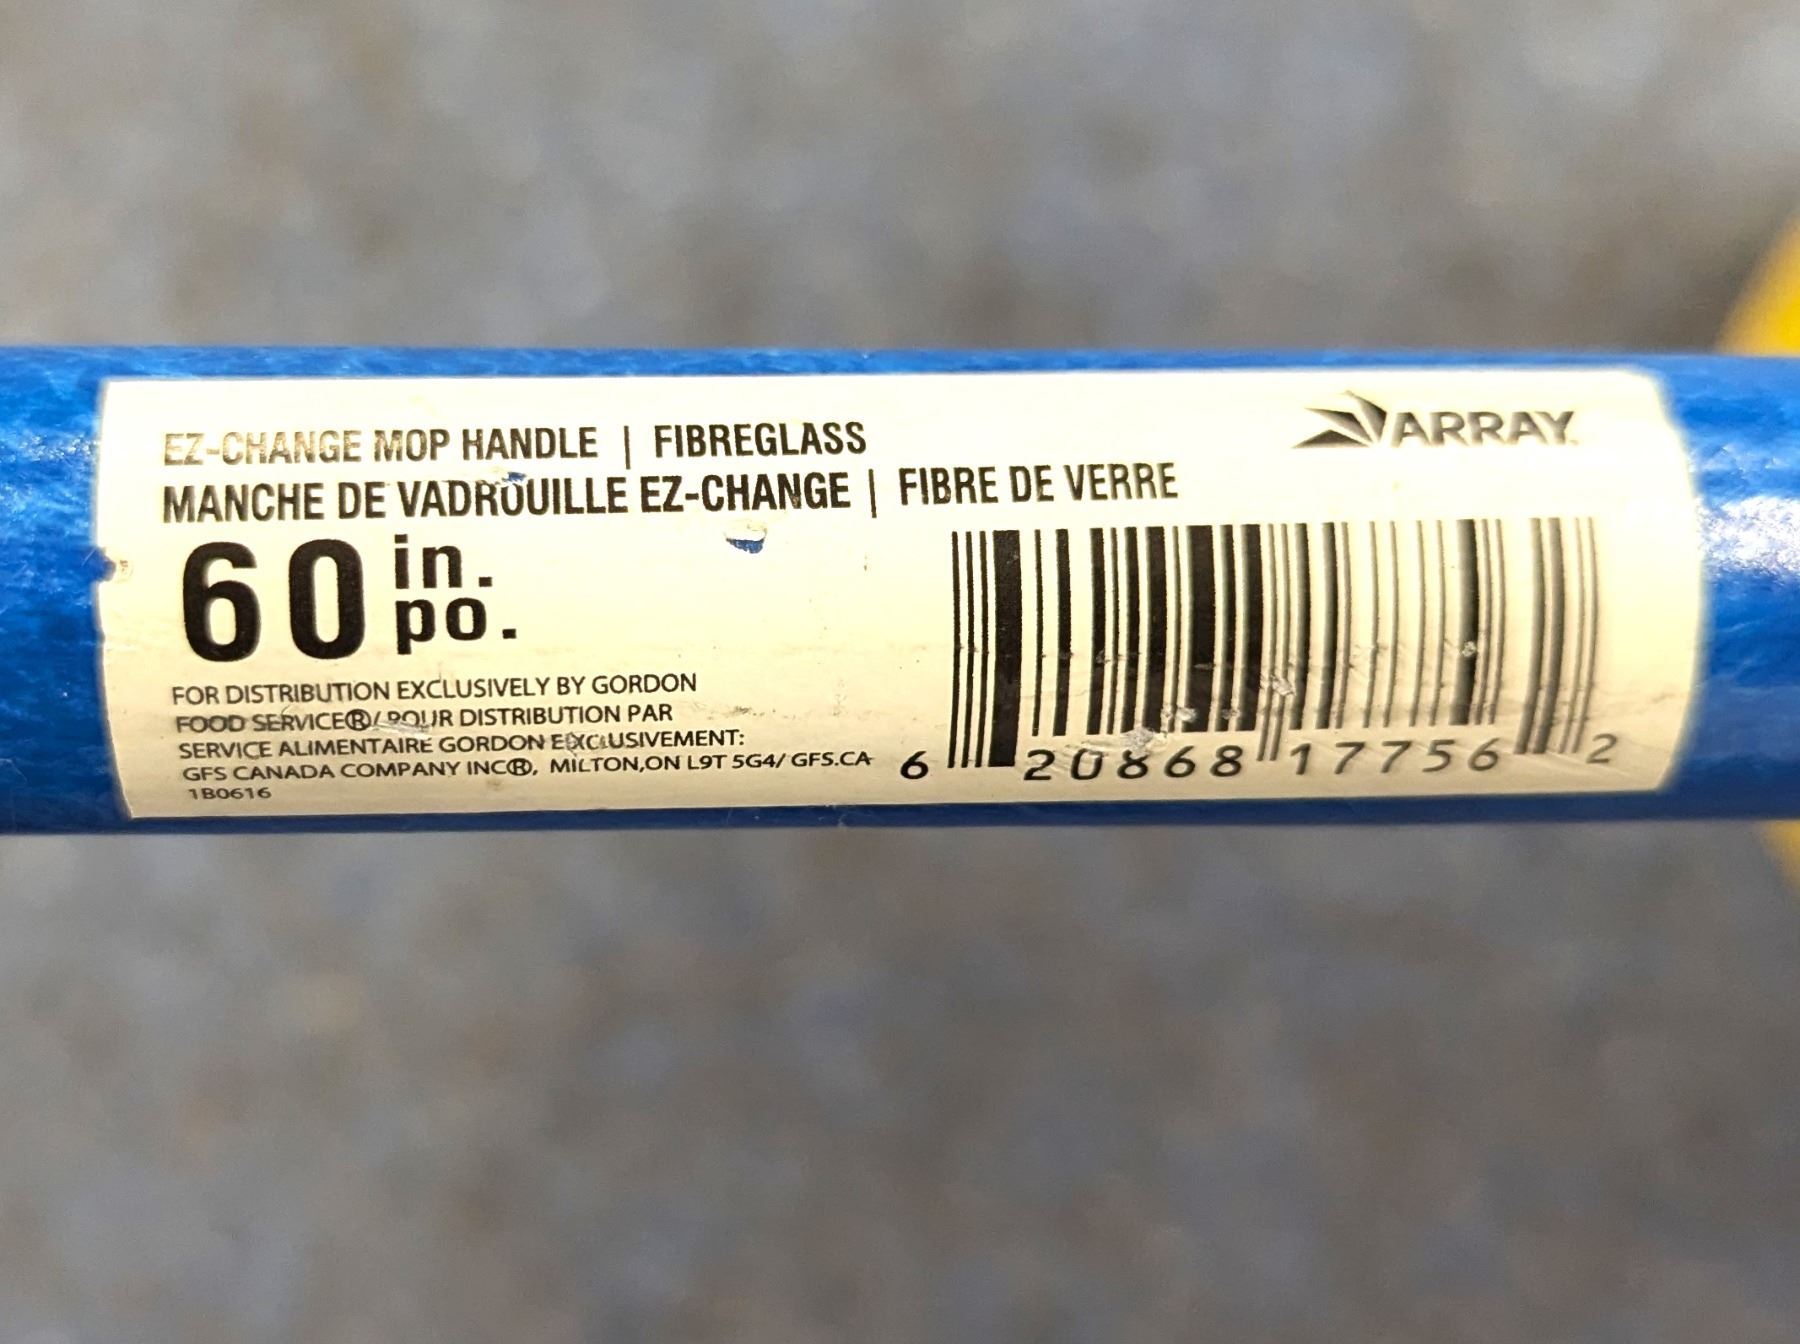 EZ-CHANGE MOP HANDLE | FIBREGLASS
MANCHE DE VADROUILLE EZ-CHANGE | FIBRE DE VERRE
ARRAY
60 in.
po.
FOR DISTRIBUTION EXCLUSIVELY BY GORDON
FOOD SERVICE®/ POUR DISTRIBUTION PAR
SERVICE ALIMENTAIRE GORDON EXCLUSIVEMENT:
GFS CANADA COMPANY INC®, MILTON,ON L9T 5G4/ GFS.CA
1B0616
6 20868 17756 2